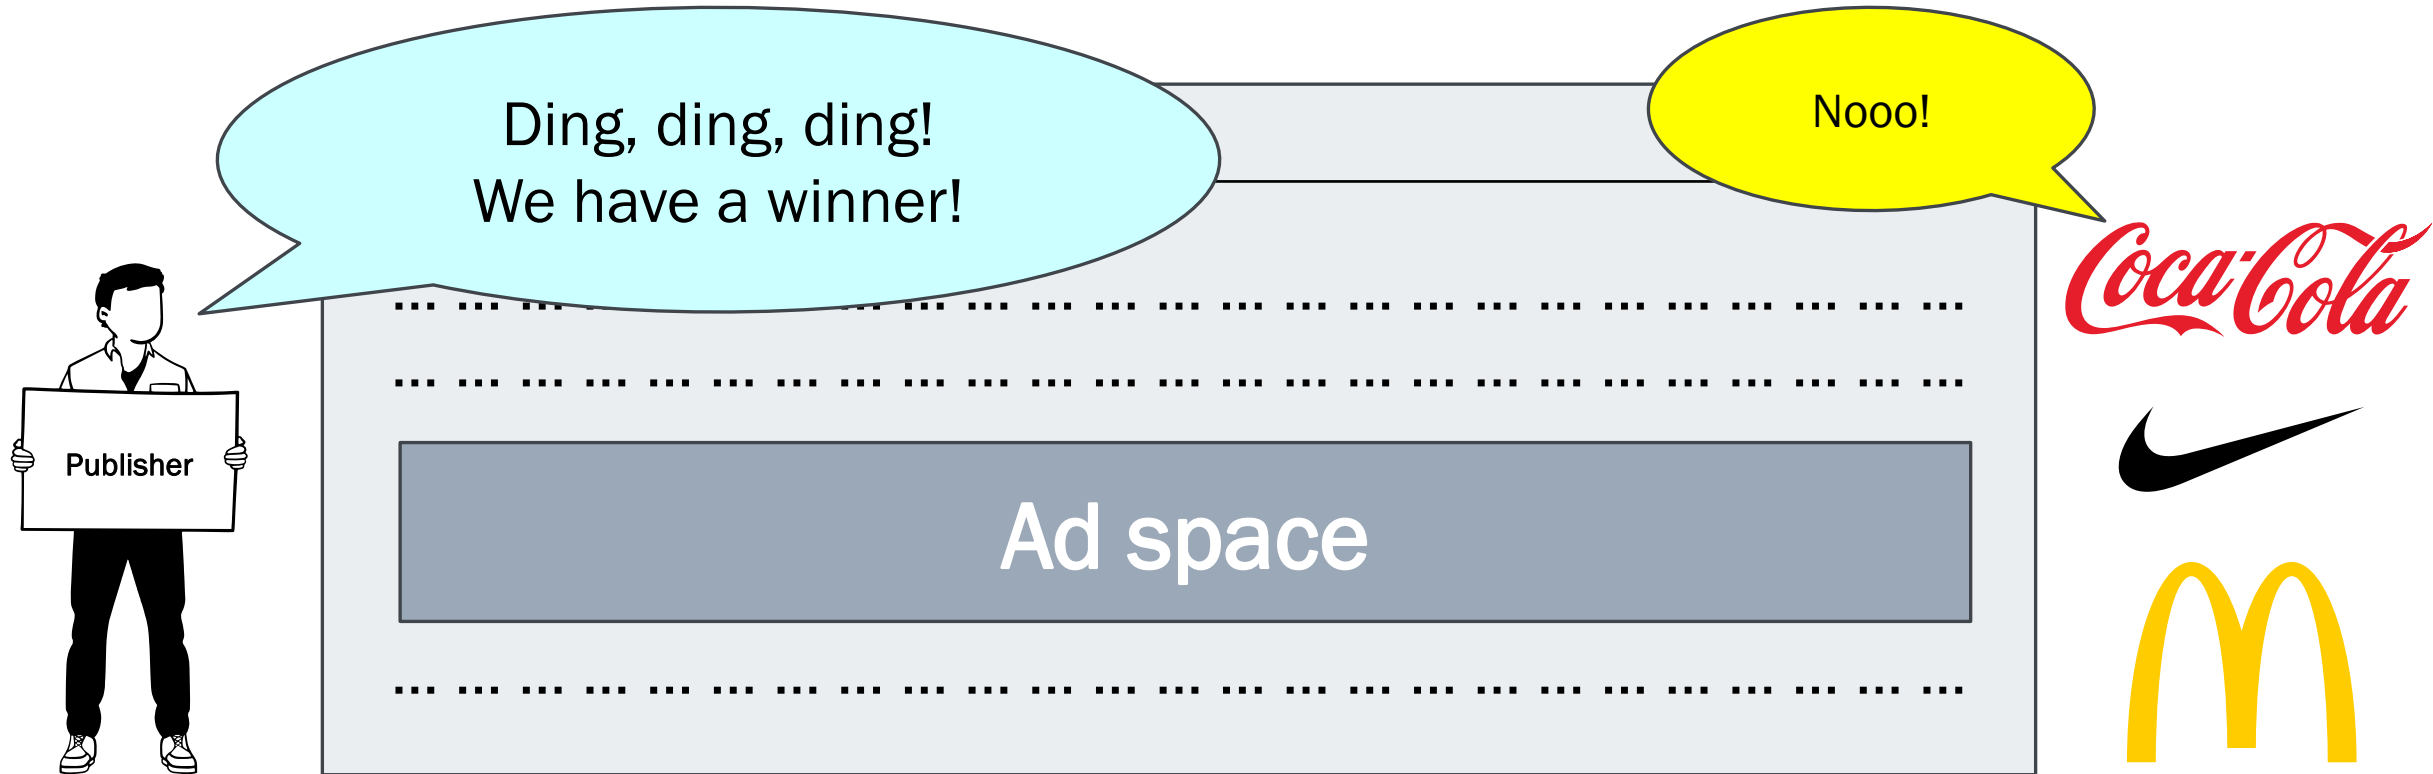 Ding, ding, ding!
We have a winner!
Nooo!
Coca-Cola
Publisher
Ad space